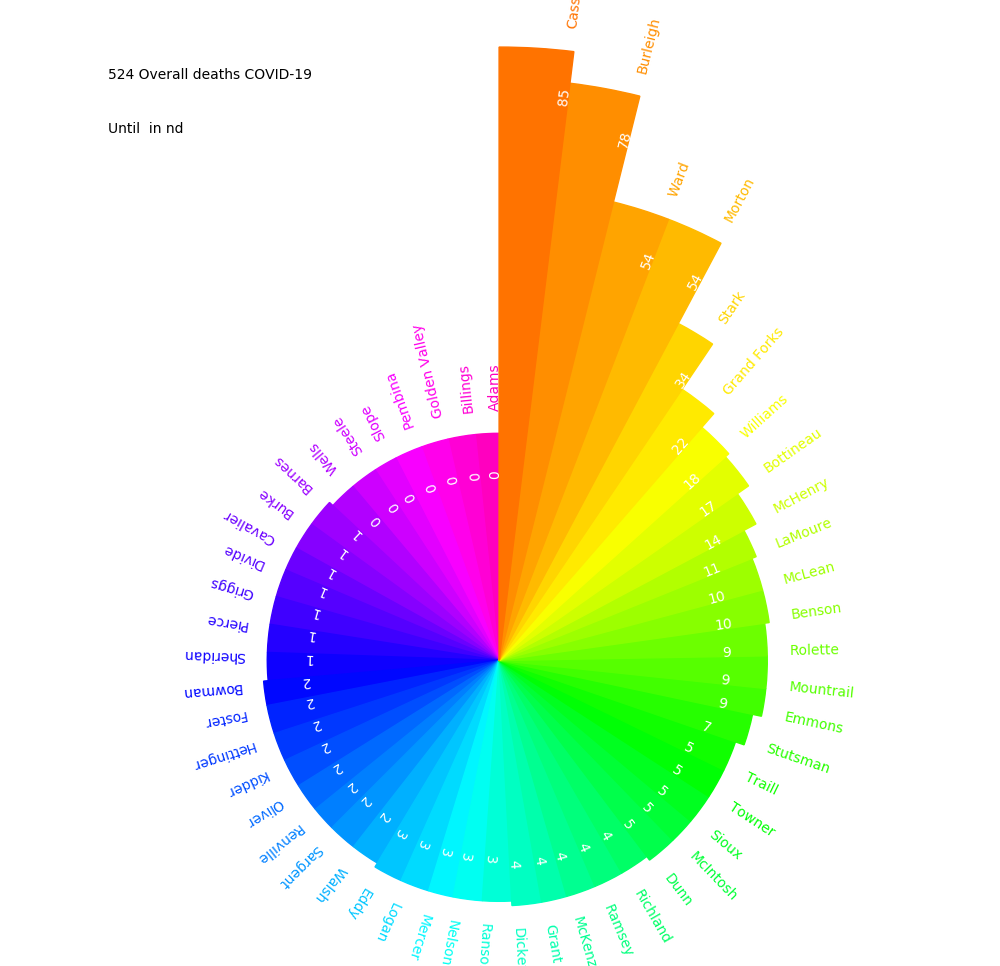 524 Overall deaths COVID-19
Until  in nd
Cass
85
Burleigh
78
Ward
54
Morton
54
Stark
34
Grand Forks
22
Williams
18
Bottineau
17
McHenry
14
LaMoure
11
McLean
10
Benson
10
Rolette
9
Mountrail
9
Emmons
9
Stutsman
7
Traill
5
Towner
5
Sioux
5
McIntosh
5
Dunn
5
Richland
4
Ramsey
4
McKenz
4
Grant
4
Dicke
4
Ranso
3
Nelson
3
Mercer
3
Logan
3
Eddy
3
Walsh
2
Sargent
2
Renville
2
Oliver
2
Kidder
2
Hettinger
2
Foster
2
Bowman
2
Sheridan
1
Pierce
1
Griggs
1
Divide
1
Cavalier
1
Burke
1
Barnes
1
Wells
0
Steele
0
Slope
0
Pembina
0
Golden Valley
0
Billings
0
Adams
0